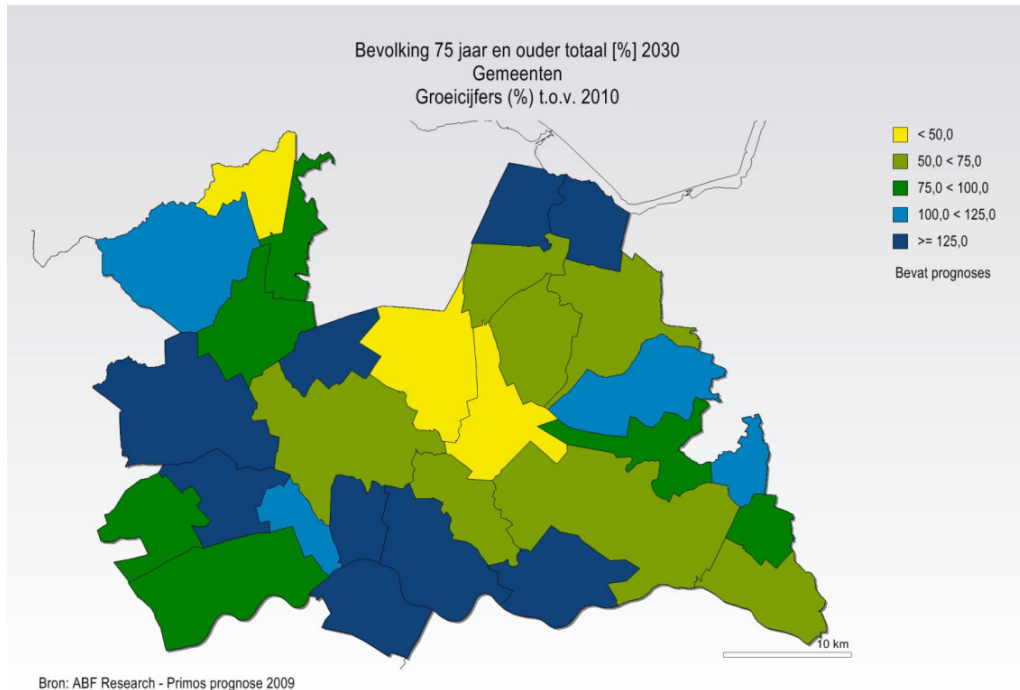 Bevolking 75 jaar en ouder totaal [%] 2030
Gemeenten
Groeicijfers (%) t.o.v. 2010
< 50,0
50,0 < 75,0
75,0 < 100,0
100,0 < 125,0
>= 125,0
Bevat prognoses
10 km
Bron: ABF Research - Primos prognose 2009